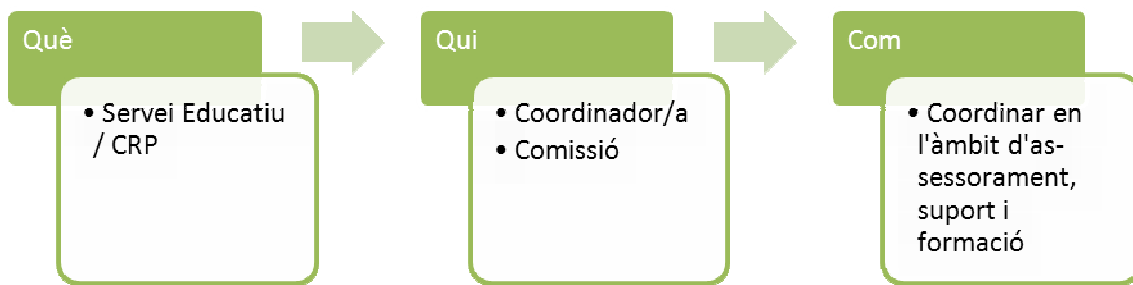 Què
• Servei Educatiu
/ CRP
Qui
• Coordinador/a
• Comissió
Com
• Coordinar en
l'àmbit d'as-
sessorament,
suport i
formació